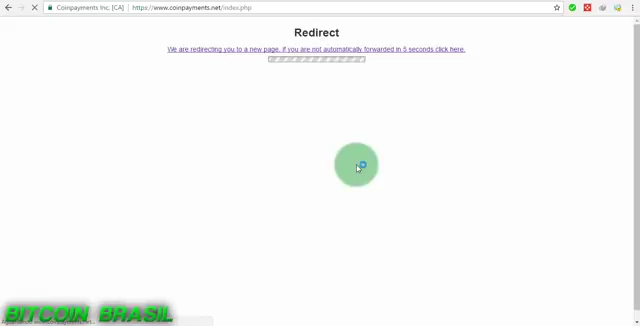 Coinpayments Inc. [CA] | https://www.coinpayments.net/index.php
Redirect
We are redirecting you to a new page, if you are not automatically forwarded in 5 seconds click here.
BITCOIN BRASIL